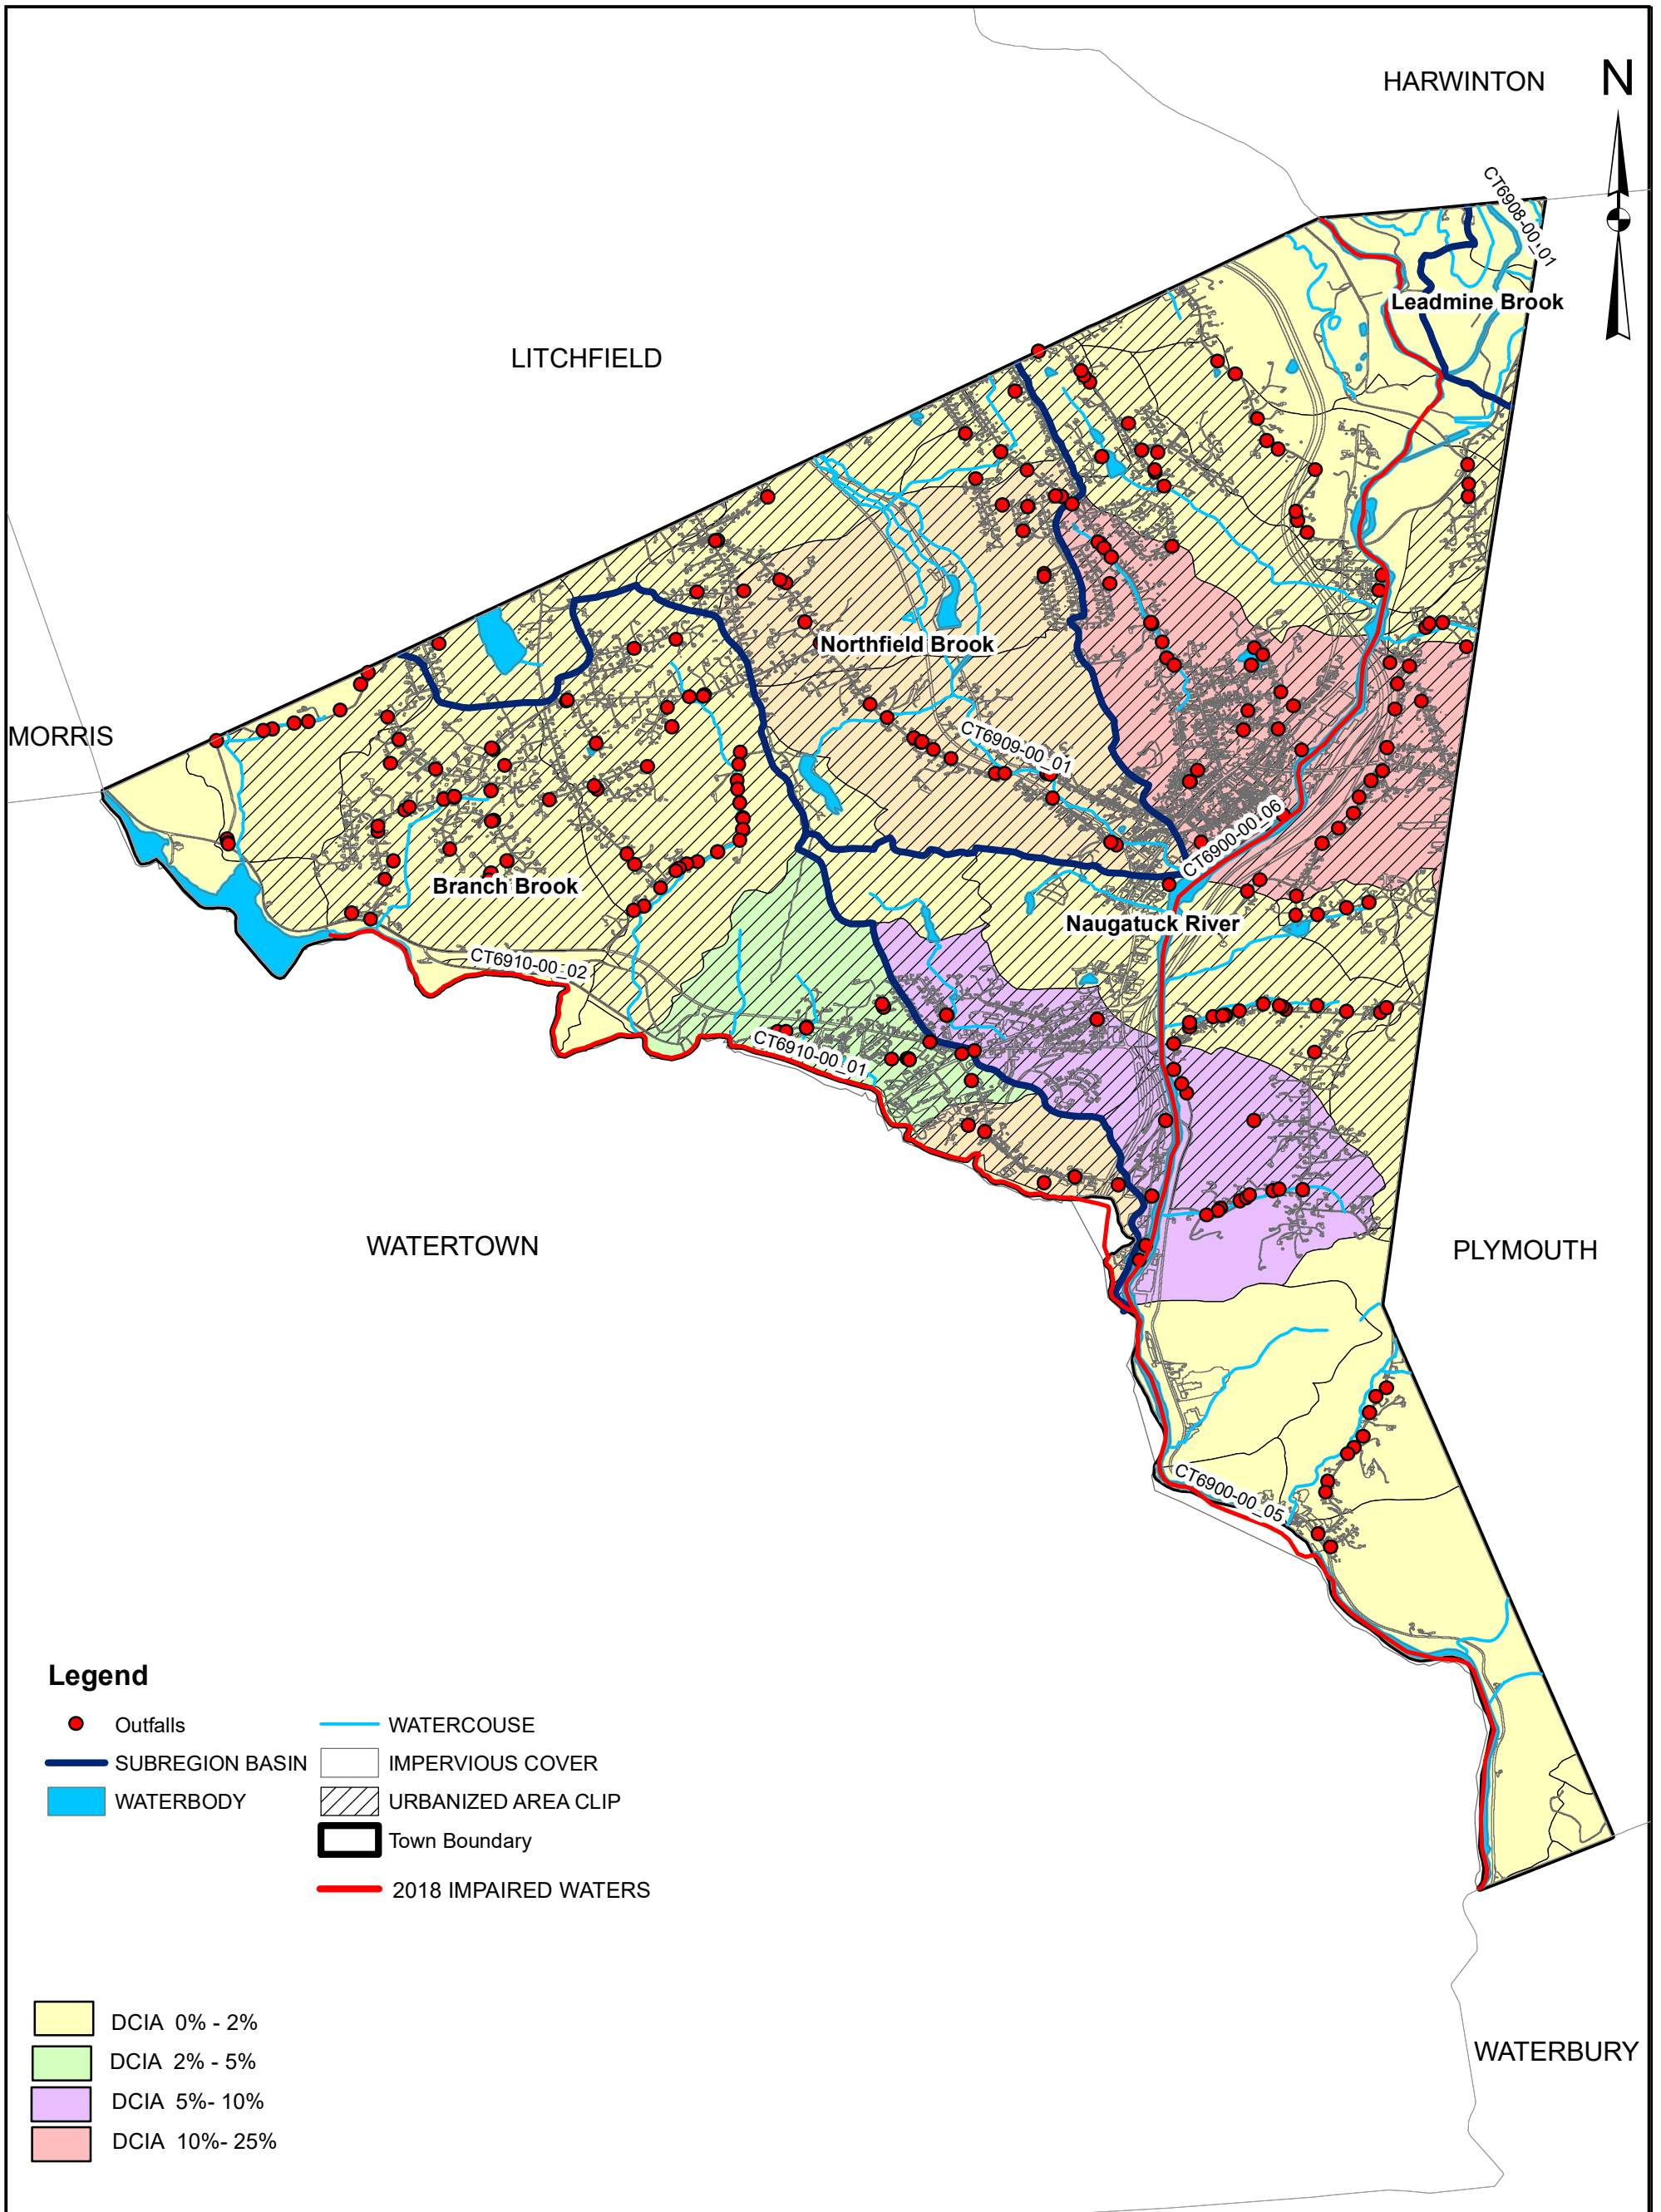 HARWINTON
N
CT6908-00_01
Leadmine Brook
LITCHFIELD
Northfield Brook
MORRIS
CT6909-00_01
CT6900-00_06
Branch Brook
Naugatuck River
CT6910-00_02
CT6910-00_01
WATERTOWN
PLYMOUTH
CT6900-00_05
Legend
Outfalls
WATERCOUSE
SUBREGION BASIN
IMPERVIOUS COVER
WATERBODY
URBANIZED AREA CLIP
Town Boundary
2018 IMPAIRED WATERS
DCIA 0% - 2%
DCIA 2% - 5%
DCIA 5%- 10%
DCIA 10%- 25%
WATERBURY